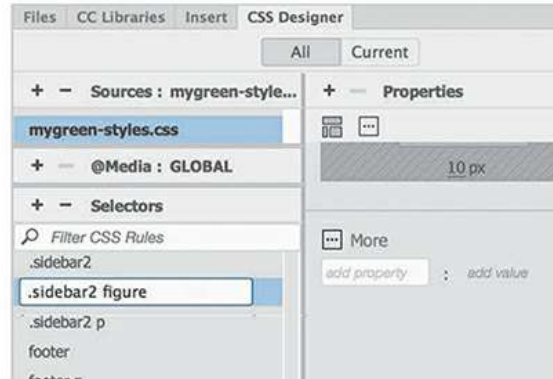 Files CC Libraries Insert CSS Designer
All Current
+ − Sources : mygreen-style...
mygreen-styles.css
+ − @Media : GLOBAL
+ − Selectors
Filter CSS Rules
.sidebar2
.sidebar2 figure
.sidebar2 p
footer
+ − Properties
10 px
More
add property : add value